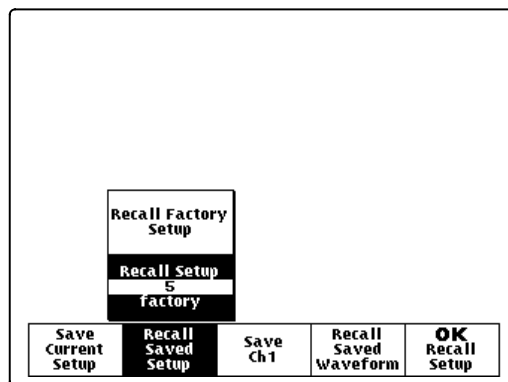 Recall Factory
Setup
Recall Setup
5
factory
Save
Current
Setup
Recall
Saved
Setup
Save
Ch1
Recall
Saved
Waveform
OK
Recall
Setup